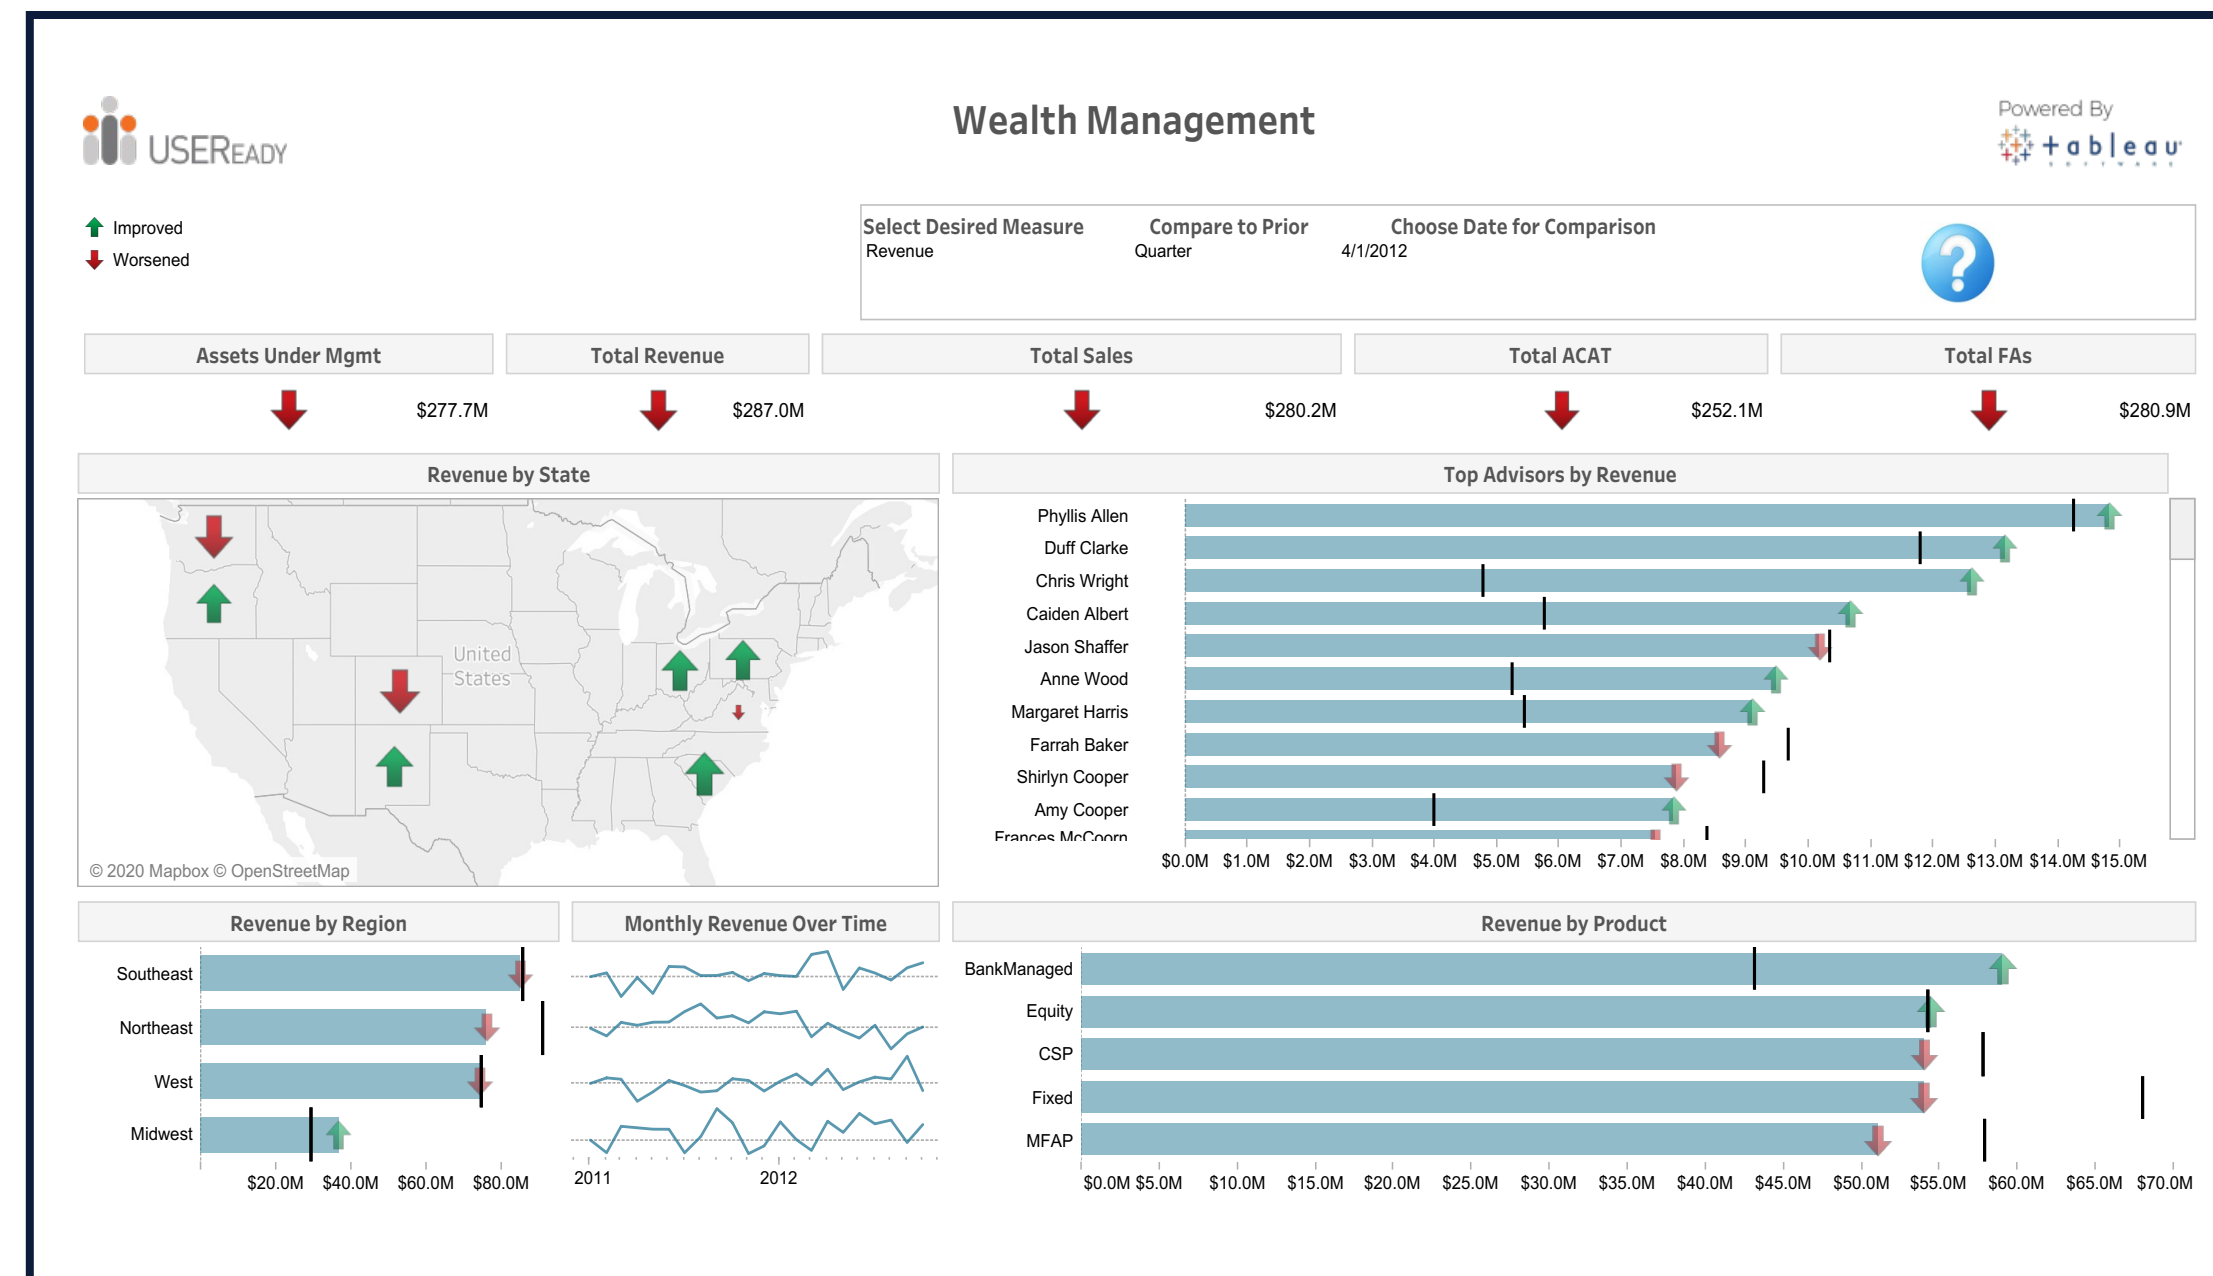 USEREADY
Wealth Management
Powered By
+ableau
SOFTWARE
Improved
Worsened
Select Desired Measure Compare to Prior Choose Date for Comparison
Revenue Quarter 4/1/2012
?
Assets Under Mgmt Total Revenue Total Sales Total ACAT Total FAs
$277.7M $287.0M $280.2M $252.1M $280.9M
Revenue by State
United
States
© 2020 Mapbox © OpenStreetMap
Top Advisors by Revenue
Phyllis Allen
Duff Clarke
Chris Wright
Caiden Albert
Jason Shaffer
Anne Wood
Margaret Harris
Farrah Baker
Shirlyn Cooper
Amy Cooper
Frances McCoorn
$0.0M $1.0M $2.0M $3.0M $4.0M $5.0M $6.0M $7.0M $8.0M $9.0M $10.0M $11.0M $12.0M $13.0M $14.0M $15.0M
Revenue by Region
Southeast
Northeast
West
Midwest
$20.0M $40.0M $60.0M $80.0M
Monthly Revenue Over Time
2011 2012
Revenue by Product
BankManaged
Equity
CSP
Fixed
MFAP
$0.0M $5.0M $10.0M $15.0M $20.0M $25.0M $30.0M $35.0M $40.0M $45.0M $50.0M $55.0M $60.0M $65.0M $70.0M